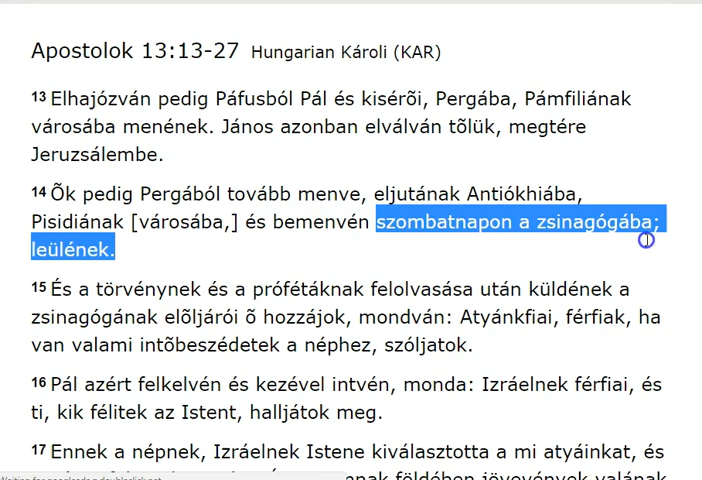 Apostolok 13:13-27 Hungarian Károli (KAR)
13 Elhajózván pedig Páfusból Pál és kisérõi, Pergába, Pámfiliának
városába menének. János azonban elválván tõlük, megtére
Jeruzsálembe.
14 Õk pedig Pergából tovább menve, eljutának Antiókhiába,
Pisidiának [városába,] és bemenvén szombatnapon a zsinagógába;
leülének.
15 És a törvénynek és a prófétáknak felolvasása után küldének a
zsinagógának elõljárói õ hozzájok, mondván: Atyánkfiai, férfiak, ha
van valami intõbeszédetek a néphez, szóljatok.
16 Pál azért felkelvén és kezével intvén, monda: Izráelnek férfiai, és
ti, kik félitek az Istent, halljátok meg.
17 Ennek a népnek, Izráelnek Istene kiválasztotta a mi atyáinkat, és
földében jövevények valának